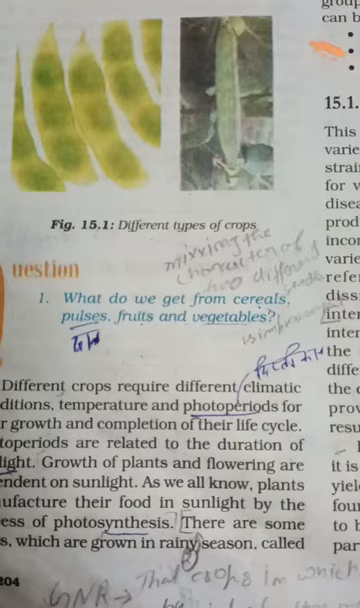 Fig. 15.1: Different types of crops
mixing the
character of
two different
uestion
1. What do we get from cereals,
pulses, fruits and vegetables?
Different crops require different climatic
ditions, temperature and photoperiods for
r growth and completion of their life cycle.
toperiods are related to the duration of
light. Growth of plants and flowering are
endent on sunlight. As we all know, plants
ufacture their food in sunlight by the
ess of photosynthesis. There are some
s, which are grown in rainy season, called
204
GNR → That crops in which
group
can b
•
•
•
15.1.
This
varie
strai
for v
disea
prod
incor
varie
refer
diss
inter
inter
the
diffe
the c
prov
resu
it is
yiel
four
to b
par